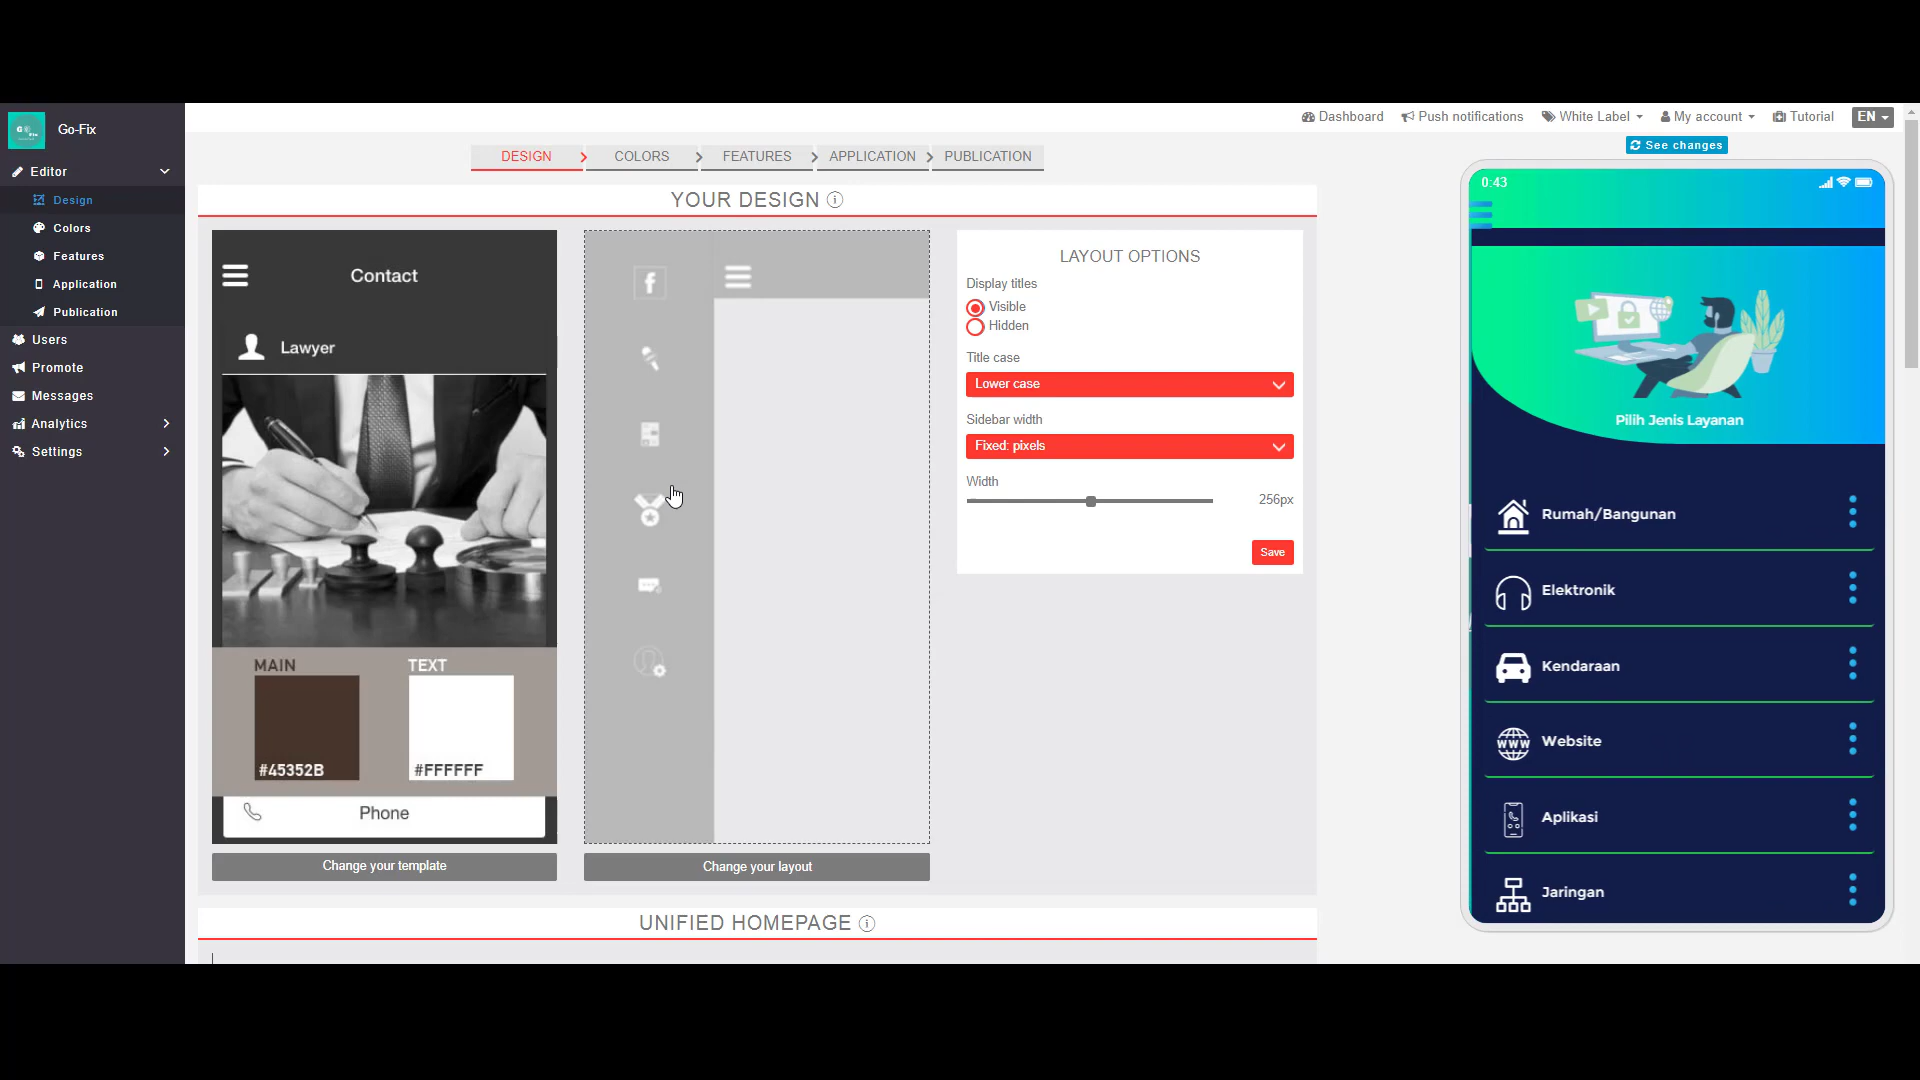 Go-Fix
Dashboard
Push notifications
White Label
My account
Tutorial
EN
See changes
Editor
Design
Colors
Features
Application
Publication
Users
Promote
Messages
Analytics
Settings
DESIGN
COLORS
FEATURES
APPLICATION
PUBLICATION
YOUR DESIGN
Contact
Lawyer
MAIN
TEXT
#45352B
#FFFFFF
Phone
Change your template
Change your layout
LAYOUT OPTIONS
Display titles
Visible
Hidden
Title case
Lower case
Sidebar width
Fixed: pixels
Width
256px
Save
UNIFIED HOMEPAGE
0:43
Pilih Jenis Layanan
Rumah/Bangunan
Elektronik
Kendaraan
WWW
Website
Aplikasi
Jaringan